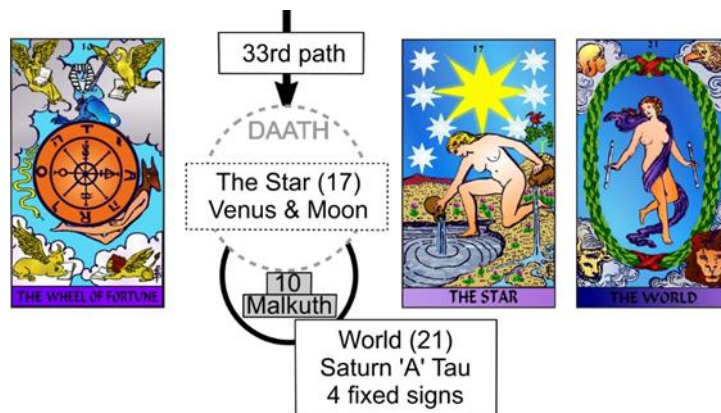 10
THE WHEEL OF FORTUNE
33rd path
DAATH
The Star (17)
Venus & Moon
10
Malkuth
World (21)
Saturn 'A' Tau
4 fixed signs
17
THE STAR
21
THE WORLD